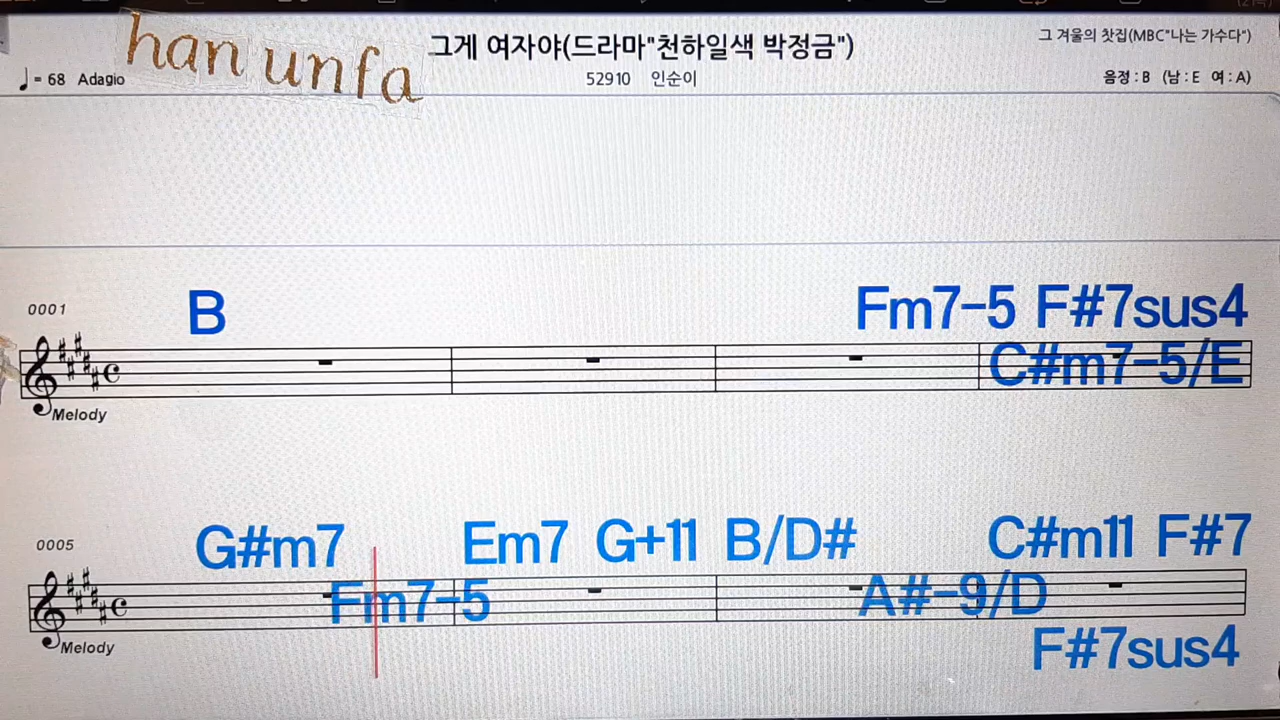 han unfa
그게 여자야(드라마"천하일색 박정금")
그 겨울의 찻집(MBC"나는 가수다")
♩= 68 Adagio
52910 인순이
음정 : B (남 : E 여 : A)
0001
B Fm7-5 F#7sus4
C#m7-5/E
Melody
0005
G#m7 Em7 G+11 B/D# C#m11 F#7
Fm7-5 A#-9/D
Melody
F#7sus4